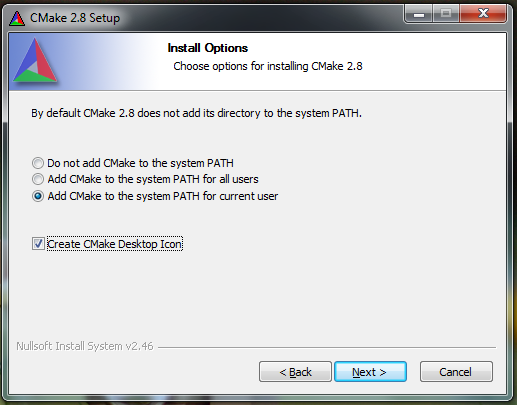 CMake 2.8 Setup
Install Options
Choose options for installing CMake 2.8
By default CMake 2.8 does not add its directory to the system PATH.
Do not add CMake to the system PATH
Add CMake to the system PATH for all users
Add CMake to the system PATH for current user
Create CMake Desktop Icon
Nullsoft Install System v2.46
< Back
Next >
Cancel